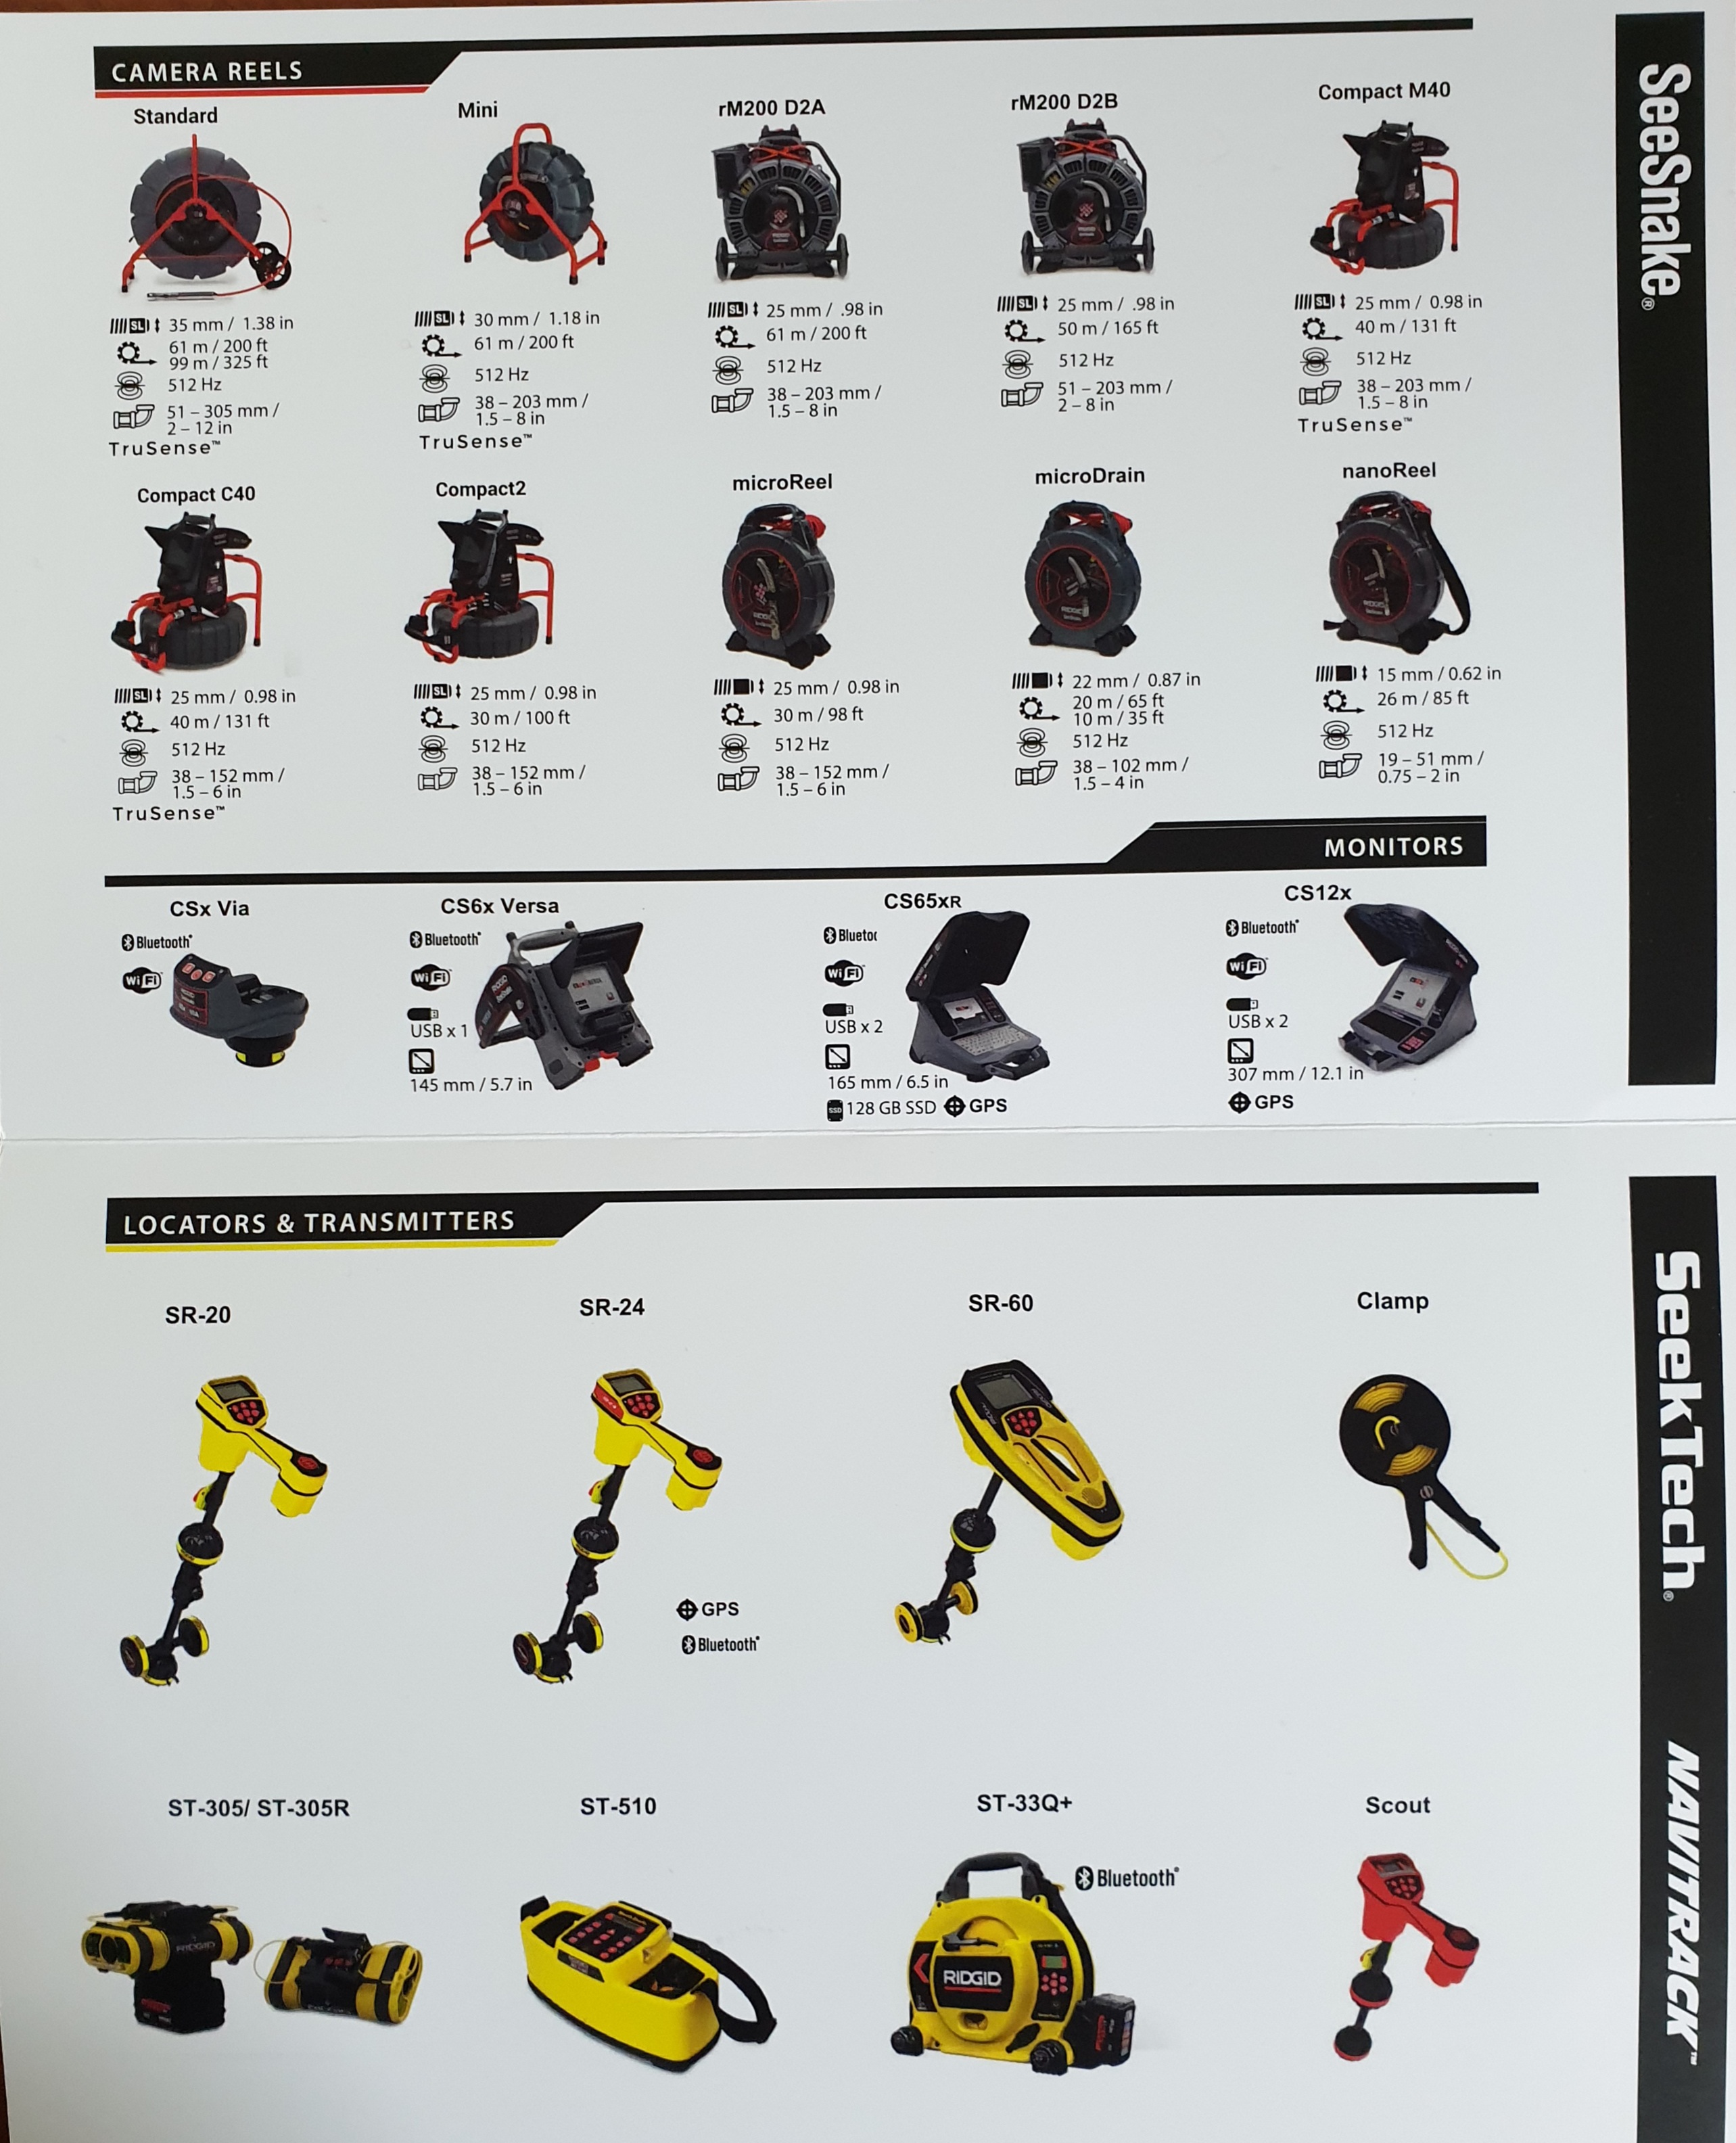 CAMERA REELS
Standard
SL 35 mm / 1.38 in
61 m / 200 ft
99 m / 325 ft
512 Hz
51 – 305 mm /
2 – 12 in
TruSense™
Mini
SL 30 mm / 1.18 in
61 m / 200 ft
512 Hz
38 – 203 mm /
1.5 – 8 in
TruSense™
rM200 D2A
SL 25 mm / .98 in
61 m / 200 ft
512 Hz
38 – 203 mm /
1.5 – 8 in
rM200 D2B
SL 25 mm / .98 in
50 m / 165 ft
512 Hz
51 – 203 mm /
2 – 8 in
Compact M40
SL 25 mm / 0.98 in
40 m / 131 ft
512 Hz
38 – 203 mm /
1.5 – 8 in
TruSense™
Compact C40
SL 25 mm / 0.98 in
40 m / 131 ft
512 Hz
38 – 152 mm /
1.5 – 6 in
TruSense™
Compact2
SL 25 mm / 0.98 in
30 m / 100 ft
512 Hz
38 – 152 mm /
1.5 – 6 in
microReel
25 mm / 0.98 in
30 m / 98 ft
512 Hz
38 – 152 mm /
1.5 – 6 in
microDrain
RIDGID
22 mm / 0.87 in
20 m / 65 ft
10 m / 35 ft
512 Hz
38 – 102 mm /
1.5 – 4 in
nanoReel
RIDGID
15 mm / 0.62 in
26 m / 85 ft
512 Hz
19 – 51 mm /
0.75 – 2 in
MONITORS
CSx Via
Bluetooth®
WiFi
CS6x Versa
Bluetooth®
WiFi
USB x 1
145 mm / 5.7 in
CS65xR
Bluetoc
WiFi
USB x 2
165 mm / 6.5 in
SSD 128 GB SSD GPS
CS12x
Bluetooth®
WiFi
USB x 2
307 mm / 12.1 in
GPS
SeeSnake®
LOCATORS & TRANSMITTERS
SR-20
SR-24
GPS
Bluetooth®
SR-60
Clamp
ST-305/ ST-305R
RIDGID
ST-510
ST-33Q+
Bluetooth®
RIDGID
Scout
SeekTech®
NAVITRACK™